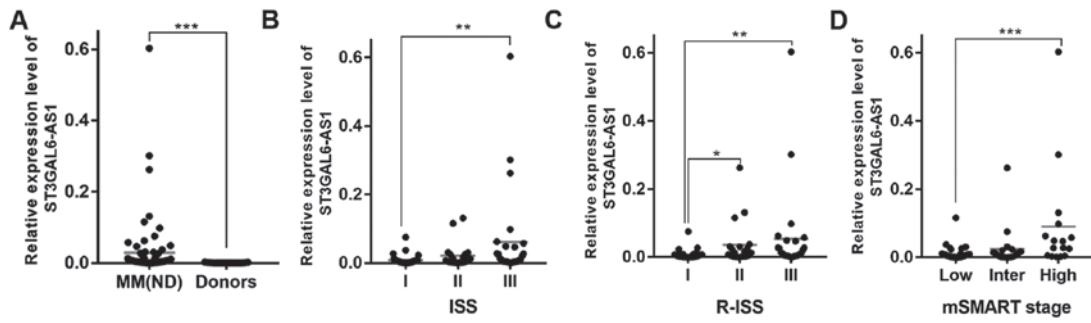 A
Relative expression level of
ST3GAL6-AS1
0.6
0.4
0.2
0.0
***
MM(ND) Donors
B
Relative expression level of
ST3GAL6-AS1
0.6
0.4
0.2
0.0
**
I II III
ISS
C
Relative expression level of
ST3GAL6-AS1
0.6
0.4
0.2
0.0
**
*
I II III
R-ISS
D
Relative expression level of
ST3GAL6-AS1
0.6
0.4
0.2
0.0
***
Low Inter High
mSMART stage